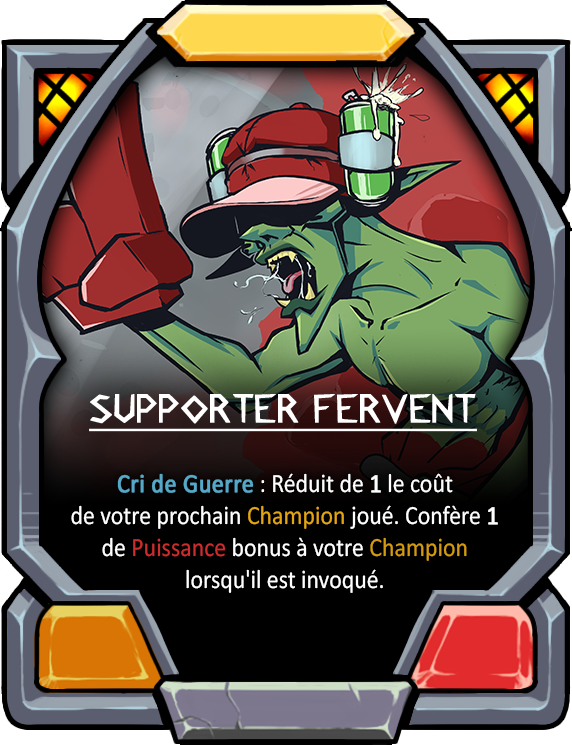 SUPPORTER FERVENT
Cri de Guerre : Réduit de 1 le coût
de votre prochain Champion joué. Confère 1
de Puissance bonus à votre Champion
lorsqu'il est invoqué.